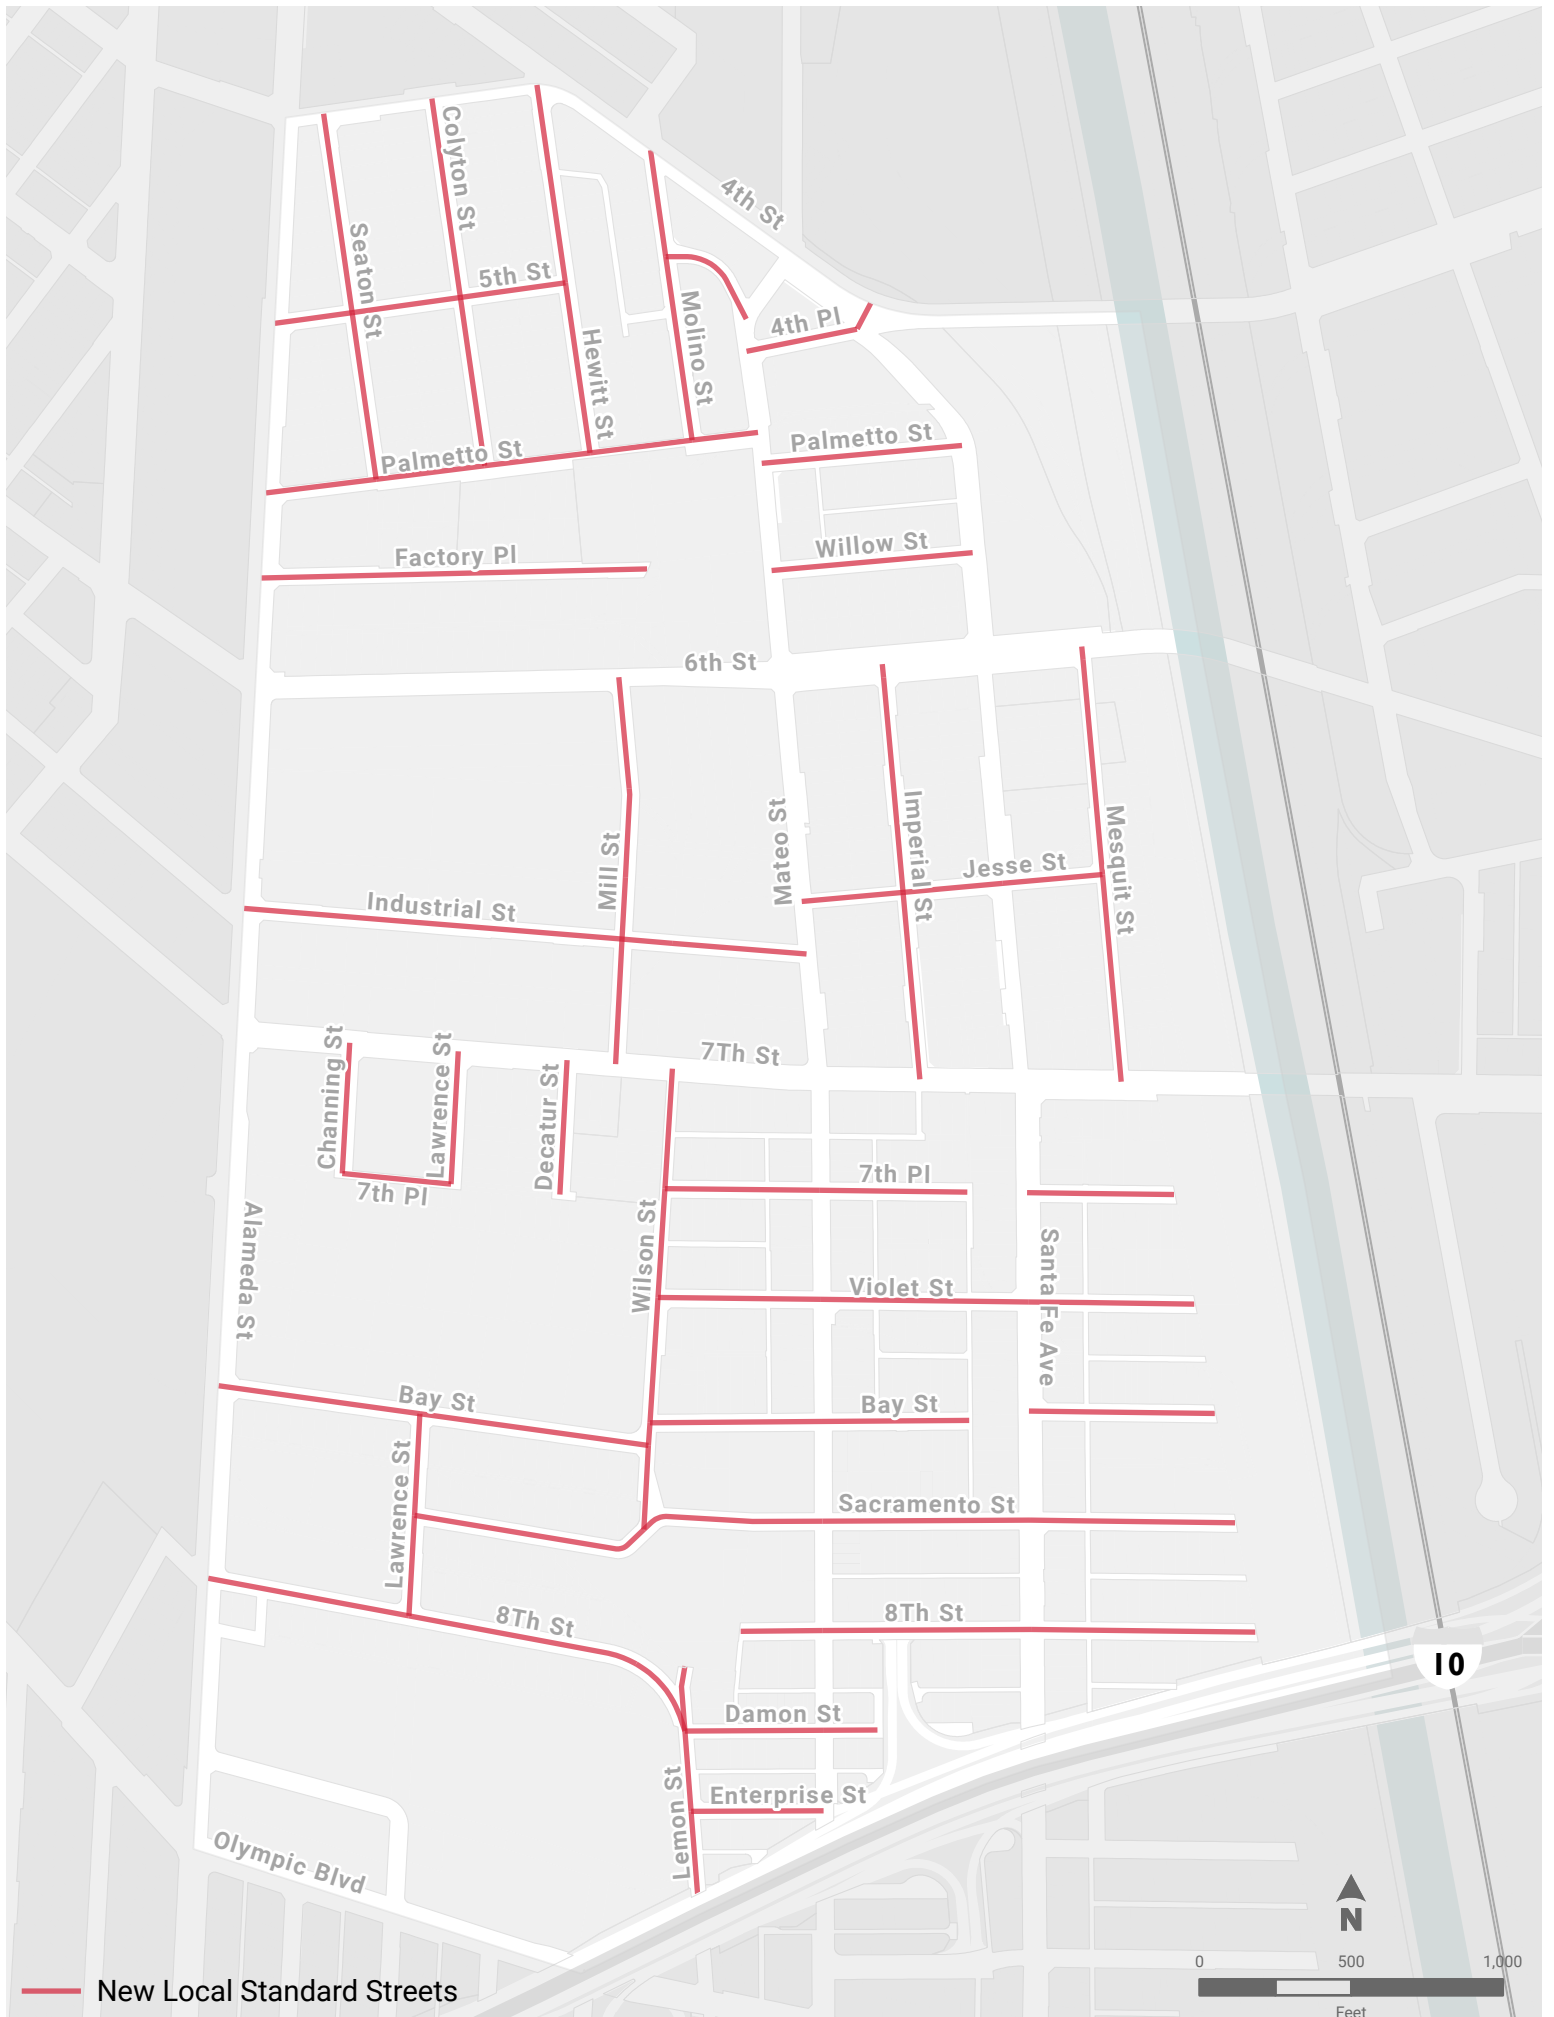 Colyton St
4th St
Seaton St
5th St
Molino St
4th Pl
Hewitt St
Palmetto St
Palmetto St
Willow St
Factory Pl
6th St
Mateo St
Imperial St
Mesquit St
Mill St
Jesse St
Industrial St
Channing St
Lawrence St
7Th St
Decatur St
7th Pl
7th Pl
Wilson St
Alameda St
Santa Fe Ave
Violet St
Bay St
Bay St
Lawrence St
Sacramento St
8Th St
8Th St
10
Damon St
Lemon St
Enterprise St
Olympic Blvd
N
0 500 1,000
Feet
New Local Standard Streets